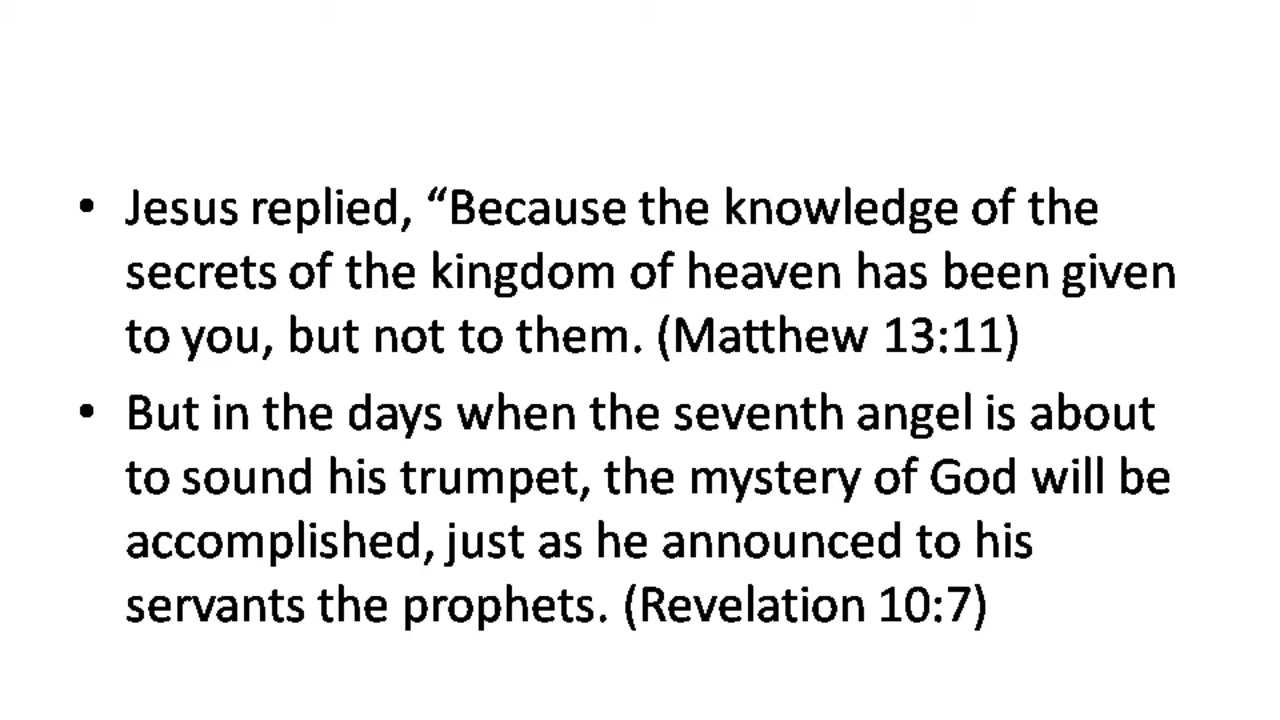 • Jesus replied, “Because the knowledge of the
secrets of the kingdom of heaven has been given
to you, but not to them. (Matthew 13:11)
• But in the days when the seventh angel is about
to sound his trumpet, the mystery of God will be
accomplished, just as he announced to his
servants the prophets. (Revelation 10:7)